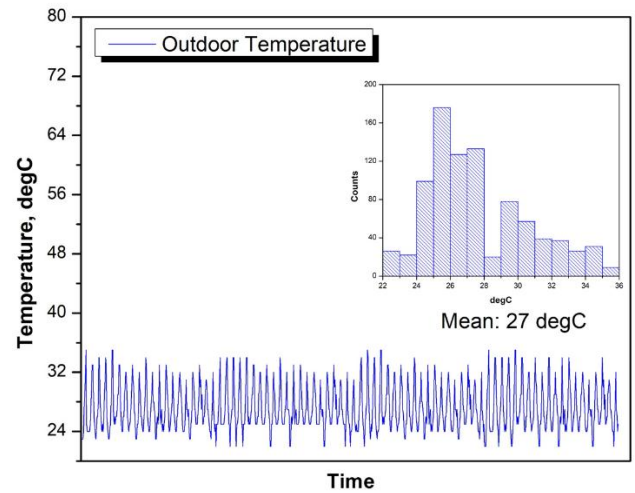 80
72
64
56
48
40
32
24
Temperature, degC
Time
Outdoor Temperature
200
160
120
80
40
0
Counts
22 24 26 28 30 32 34 36
degC
Mean: 27 degC